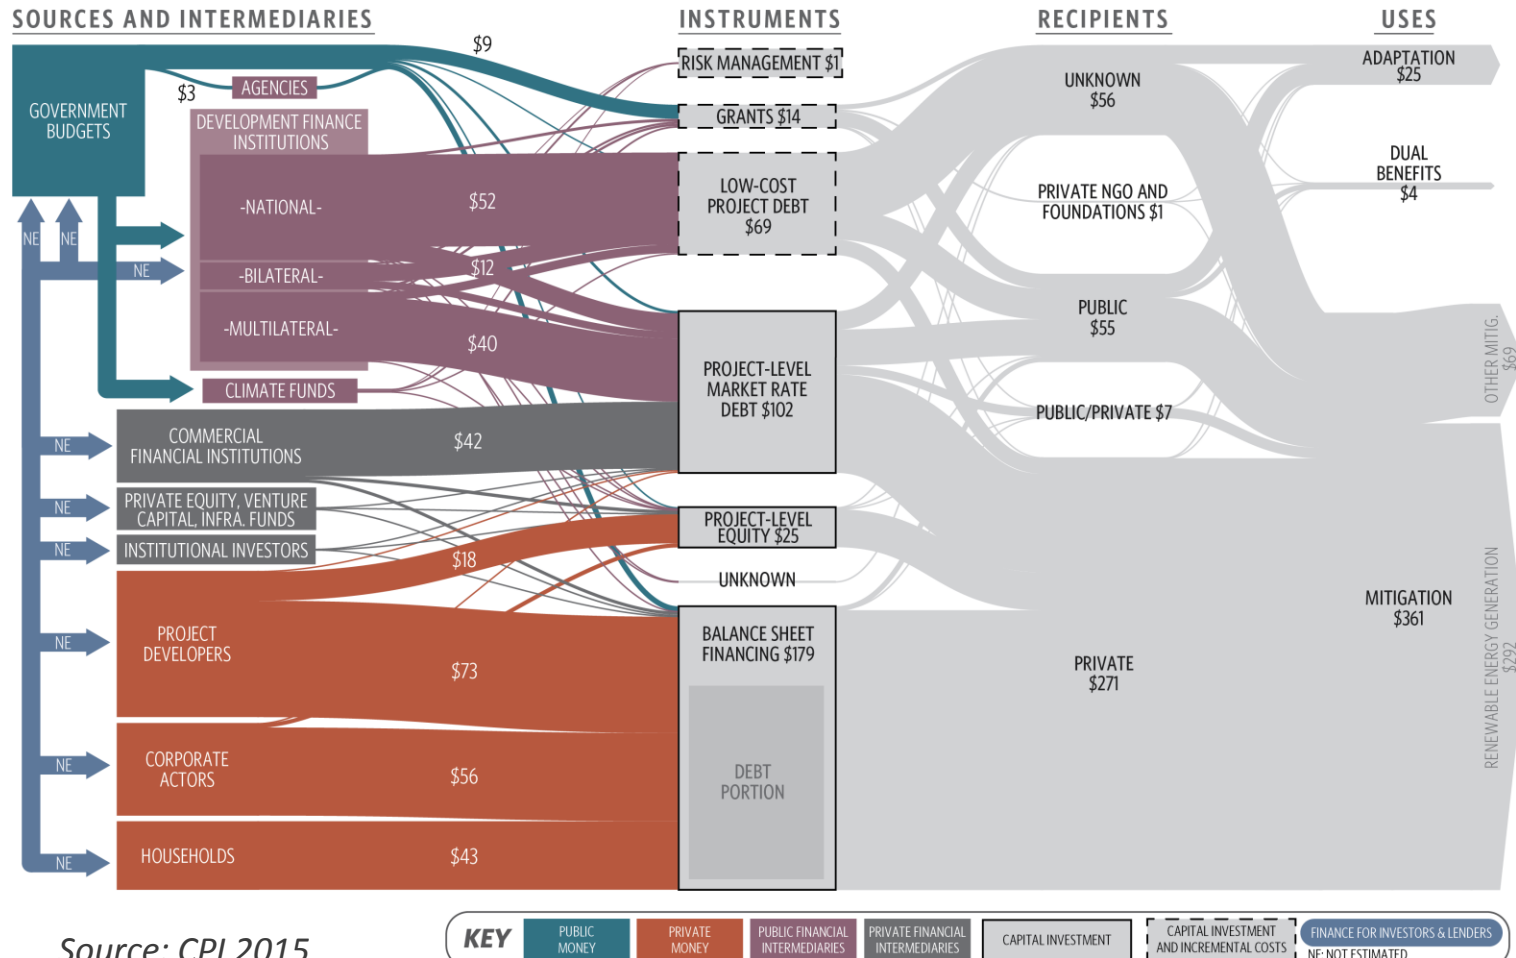 SOURCES AND INTERMEDIARIES
INSTRUMENTS
RECIPIENTS
USES
GOVERNMENT
BUDGETS
$3
AGENCIES
$9
DEVELOPMENT FINANCE
INSTITUTIONS
-NATIONAL-
$52
-BILATERAL-
$12
-MULTILATERAL-
$40
CLIMATE FUNDS
NE
NE
NE
NE
NE
NE
NE
NE
NE
COMMERCIAL
FINANCIAL INSTITUTIONS
$42
PRIVATE EQUITY, VENTURE
CAPITAL, INFRA. FUNDS
INSTITUTIONAL INVESTORS
$18
PROJECT
DEVELOPERS
$73
CORPORATE
ACTORS
$56
HOUSEHOLDS
$43
RISK MANAGEMENT $1
GRANTS $14
LOW-COST
PROJECT DEBT
$69
PROJECT-LEVEL
MARKET RATE
DEBT $102
PROJECT-LEVEL
EQUITY $25
UNKNOWN
BALANCE SHEET
FINANCING $179
DEBT
PORTION
UNKNOWN
$56
PRIVATE NGO AND
FOUNDATIONS $1
PUBLIC
$55
PUBLIC/PRIVATE $7
PRIVATE
$271
ADAPTATION
$25
DUAL
BENEFITS
$4
OTHER MITIG.
$69
MITIGATION
$361
RENEWABLE ENERGY GENERATION
$292
Source: CPI 2015
KEY
PUBLIC
MONEY
PRIVATE
MONEY
PUBLIC FINANCIAL
INTERMEDIARIES
PRIVATE FINANCIAL
INTERMEDIARIES
CAPITAL INVESTMENT
CAPITAL INVESTMENT
AND INCREMENTAL COSTS
FINANCE FOR INVESTORS & LENDERS
NE: NOT ESTIMATED